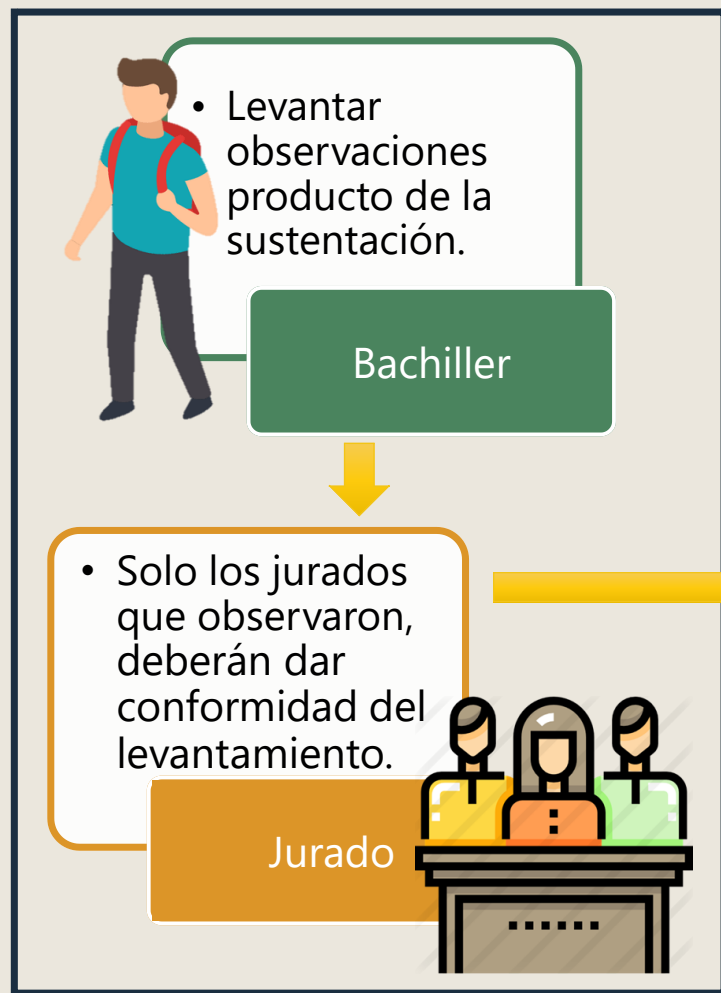 • Levantar
observaciones
producto de la
sustentación.
Bachiller
• Solo los jurados
que observaron,
deberán dar
conformidad del
levantamiento.
Jurado